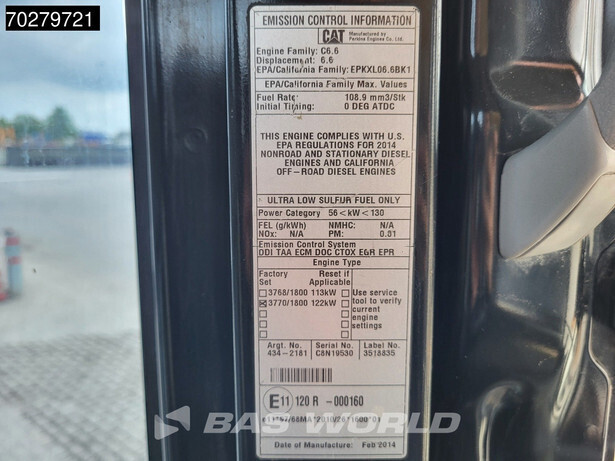 70279721
EMISSION CONTROL INFORMATION
CAT Manufactured by
Perkins Engines Co. Ltd.
Engine Family: C6.6
Displacement: 6.6
EPA/California Family: EPKXL06.6BK1
EPA/California Family Max. Values
Fuel Rate: 108.9 mm3/Stk
Initial Timing: 0 DEG ATDC
THIS ENGINE COMPLIES WITH U.S.
EPA REGULATIONS FOR 2014
NONROAD AND STATIONARY DIESEL
ENGINES AND CALIFORNIA
OFF-ROAD DIESEL ENGINES
ULTRA LOW SULFUR FUEL ONLY
Power Category 56<kW<130
FEL (g/kWh) NMHC: N/A
NOx: N/A PM: 0.01
Emission Control System
DDI TAA ECM DOC CTOX EGR EPR
Engine Type
Factory Set Reset if Applicable
3768/1800 113kW
3770/1800 122kW
Use service
tool to verify
current
engine
settings
Argt. No. Serial No. Label No.
434-2181 C8N19530 3518835
E11 120 R -000160
Date of Manufacture: Feb 2014
BAS WORLD